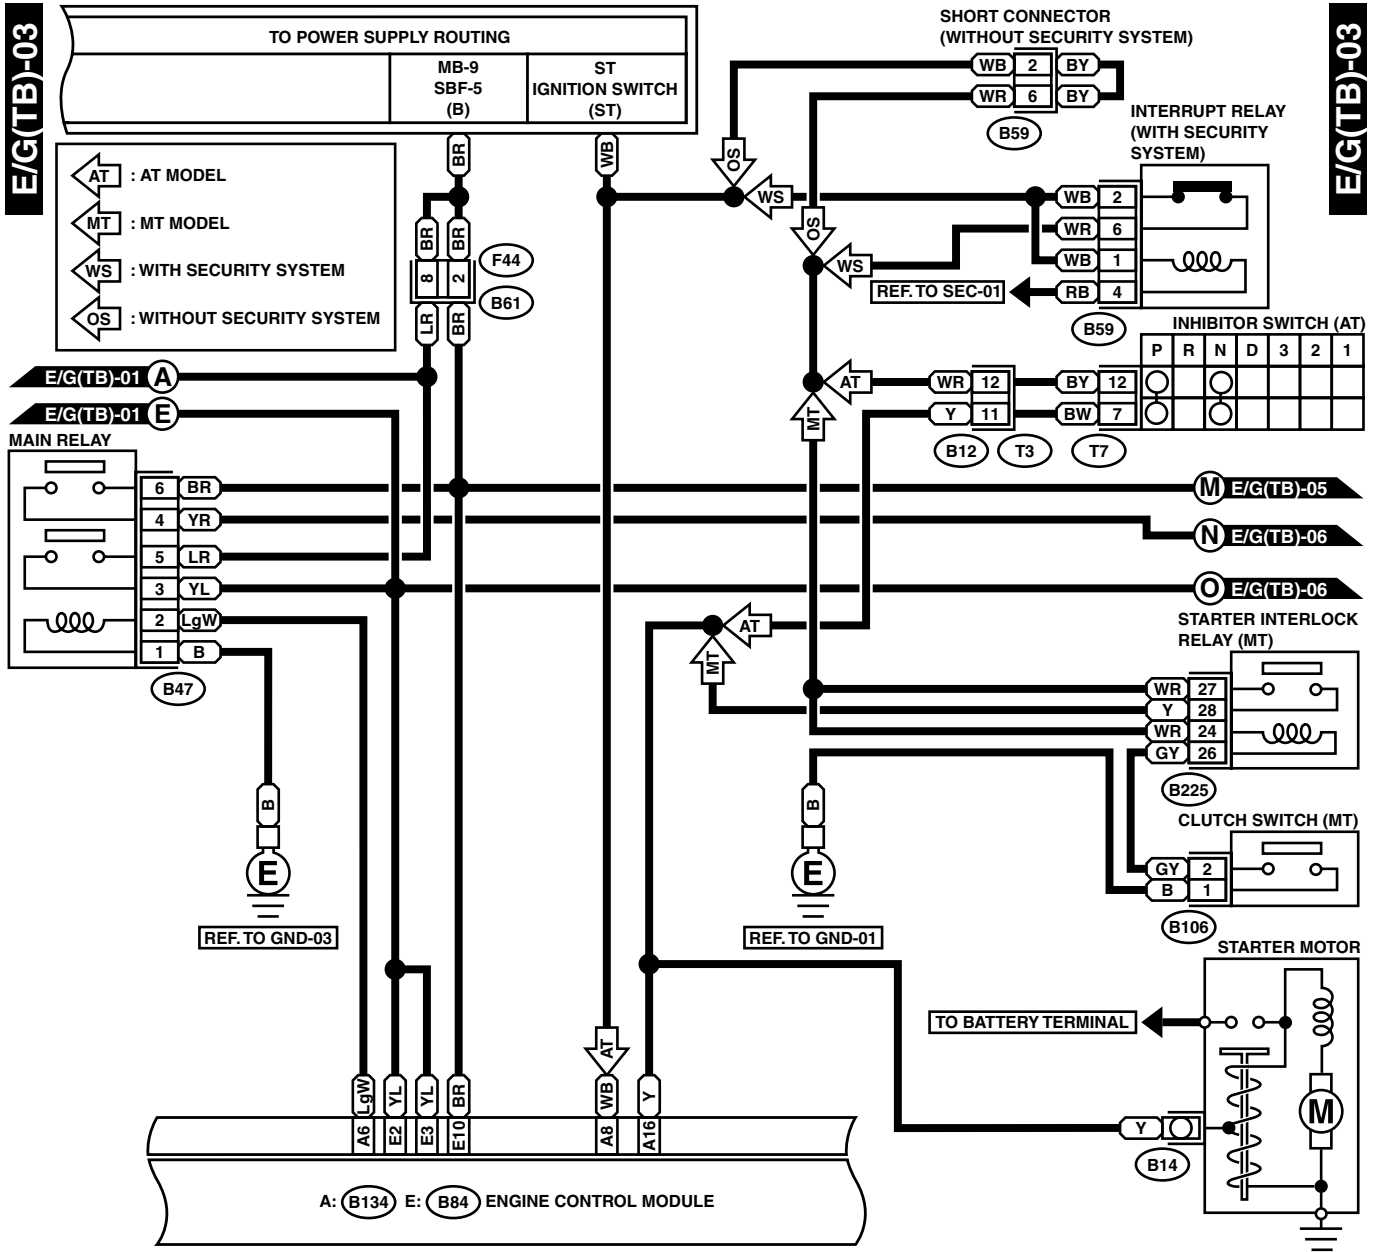 E/G(TB)-03
E/G(TB)-03
TO POWER SUPPLY ROUTING
MB-9
SBF-5
(B)
ST
IGNITION SWITCH
(ST)
SHORT CONNECTOR
(WITHOUT SECURITY SYSTEM)
WB 2 BY
WR 6 BY
B59
INTERRUPT RELAY
(WITH SECURITY
SYSTEM)
BR
WB
OS
AT : AT MODEL
MT : MT MODEL
WS : WITH SECURITY SYSTEM
OS : WITHOUT SECURITY SYSTEM
WS
WB 2
WR 6
WB 1
RB 4
OS
WS
REF. TO SEC-01
B59
BR BR
8 2
F44
B61
LR BR
INHIBITOR SWITCH (AT)
P R N D 3 2 1
E/G(TB)-01 A
E/G(TB)-01 E
AT
WR 12 BY 12
Y 11 BW 7
MT
B12 T3 T7
MAIN RELAY
6 BR
4 YR
5 LR
3 YL
2 LgW
1 B
B47
M E/G(TB)-05
N E/G(TB)-06
O E/G(TB)-06
AT
MT
STARTER INTERLOCK
RELAY (MT)
WR 27
Y 28
WR 24
GY 26
B225
B
E
REF. TO GND-03
B
E
REF. TO GND-01
CLUTCH SWITCH (MT)
GY 2
B 1
B106
STARTER MOTOR
TO BATTERY TERMINAL
M
Y
B14
AT
LgW YL YL BR WB Y
A6 E2 E3 E10 A8 A16
A: B134 E: B84 ENGINE CONTROL MODULE